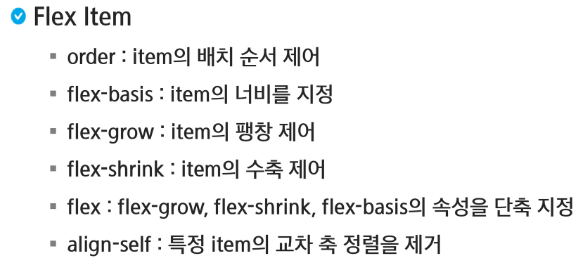 Flex Item
order : item의 배치 순서 제어
flex-basis : item의 너비를 지정
flex-grow : item의 팽창 제어
flex-shrink : item의 수축 제어
flex : flex-grow, flex-shrink, flex-basis의 속성을 단축 지정
align-self : 특정 item의 교차 축 정렬을 제거